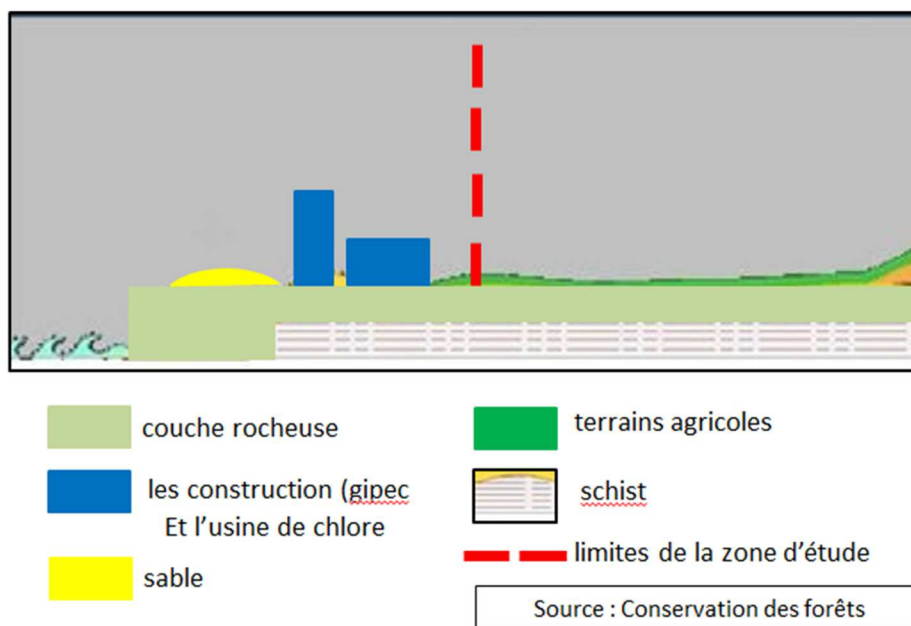 couche rocheuse
les construction (gipec
Et l'usine de chlore
sable
terrains agricoles
schist
limites de la zone d'étude
Source : Conservation des forêts